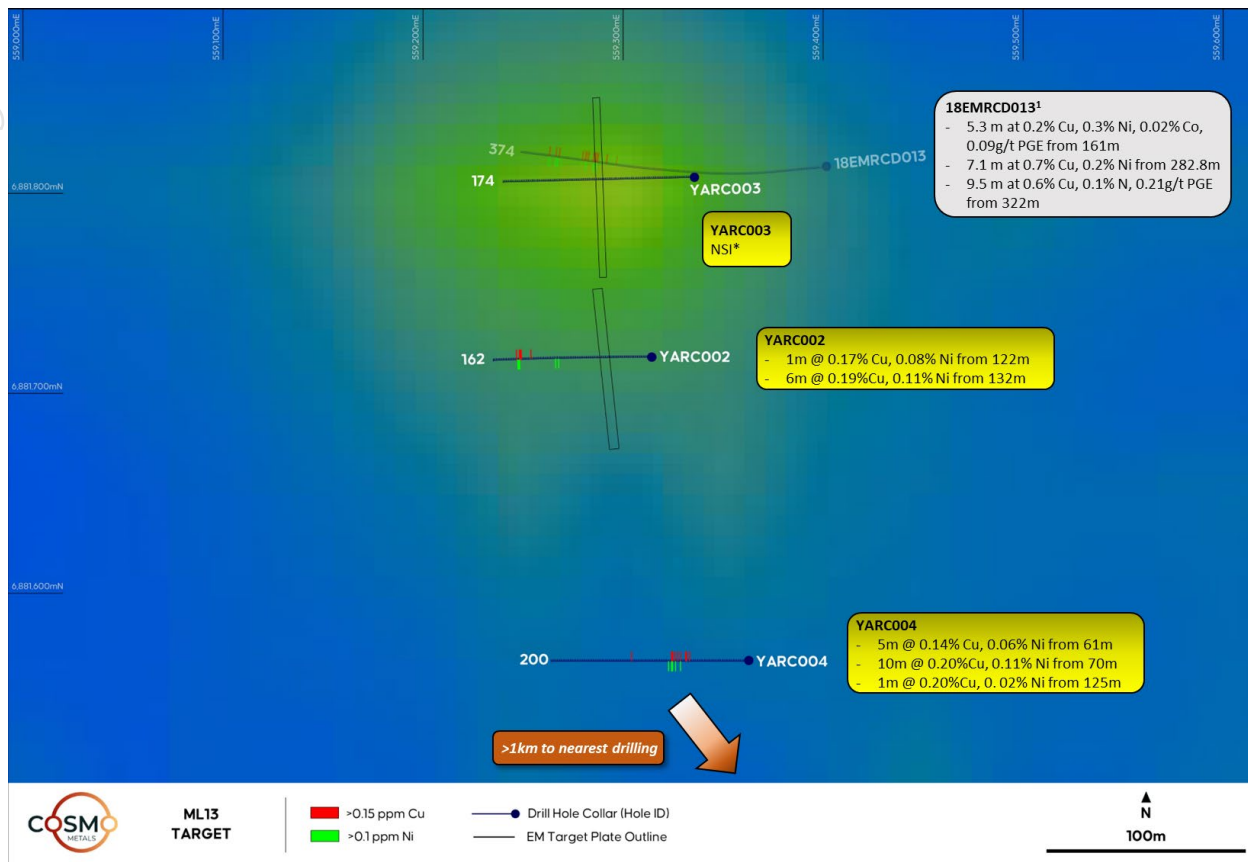 559,000mE
559,100mE
559,200mE
559,300mE
559,400mE
559,500mE
559,600mE
18EMRCD013¹
- 5.3 m at 0.2% Cu, 0.3% Ni, 0.02% Co,
0.09g/t PGE from 161m
- 7.1 m at 0.7% Cu, 0.2% Ni from 282.8m
- 9.5 m at 0.6% Cu, 0.1% N, 0.21g/t PGE
from 322m
374
18EMRCD013
174
YARC003
6,881,800mN
YARC003
NSI*
162
YARC002
YARC002
- 1m @ 0.17% Cu, 0.08% Ni from 122m
- 6m @ 0.19%Cu, 0.11% Ni from 132m
6,881,700mN
6,881,600mN
200
YARC004
YARC004
- 5m @ 0.14% Cu, 0.06% Ni from 61m
- 10m @ 0.20%Cu, 0.11% Ni from 70m
- 1m @ 0.20%Cu, 0. 02% Ni from 125m
>1km to nearest drilling
COSMO
METALS
ML13
TARGET
>0.15 ppm Cu
>0.1 ppm Ni
Drill Hole Collar (Hole ID)
EM Target Plate Outline
N
100m